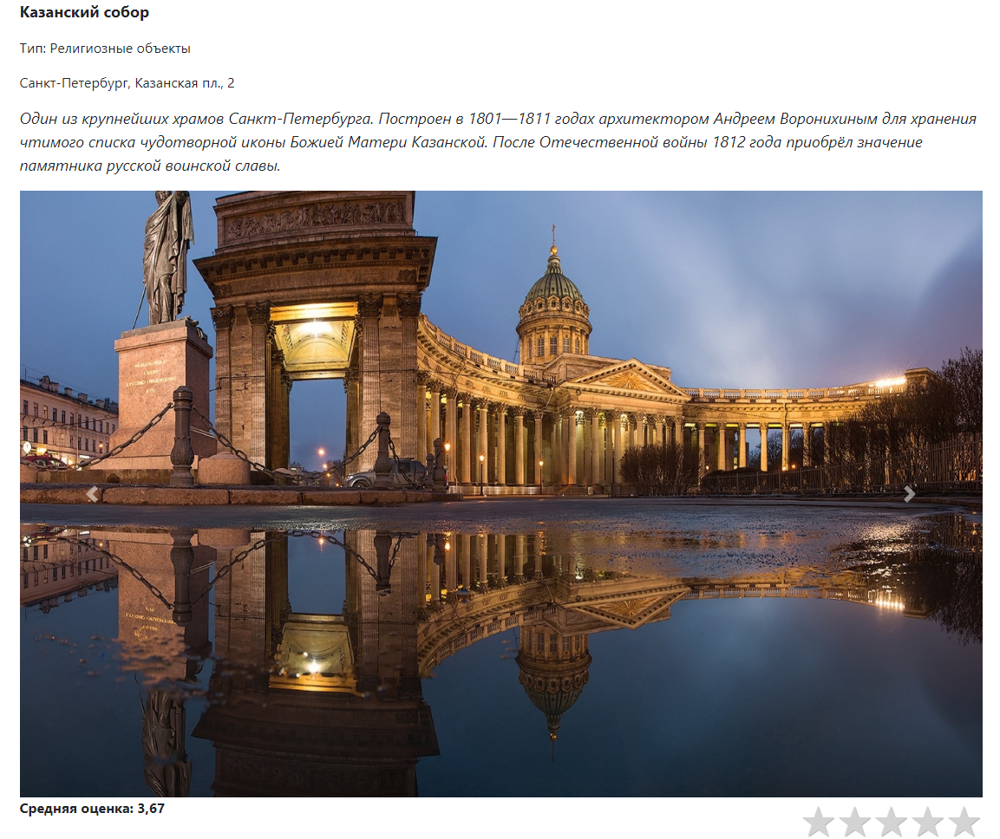 Казанский собор
Тип: Религиозные объекты
Санкт-Петербург, Казанская пл., 2
Один из крупнейших храмов Санкт-Петербурга. Построен в 1801—1811 годах архитектором Андреем Воронихиным для хранения
чтимого списка чудотворной иконы Божией Матери Казанской. После Отечественной войны 1812 года приобрёл значение
памятника русской воинской славы.
Средняя оценка: 3,67